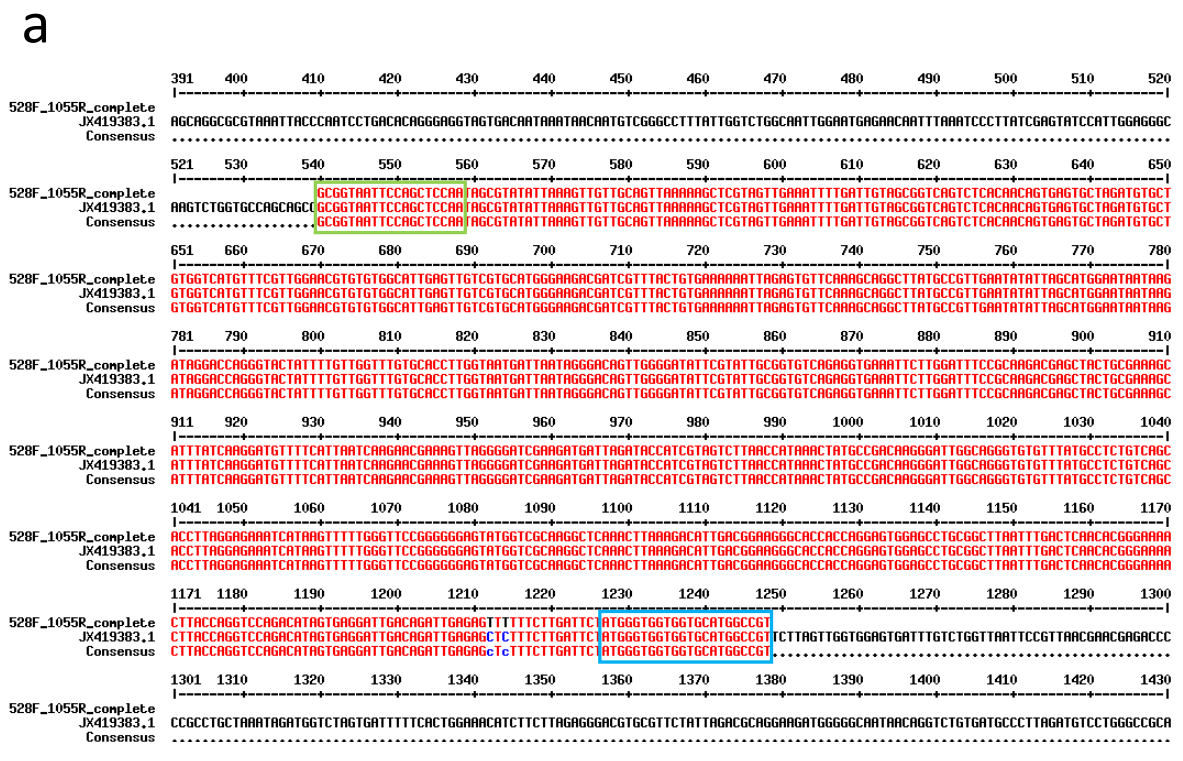 a
391 400 410 420 430 440 450 460 470 480 490 500 510 520
|--------+---------+---------+---------+---------+---------+---------+---------+---------+---------+---------+---------+---------|
528F_1055R_complete
JX419383.1 AGCAGGCGCGTAAATTACCCAATCCTGACACAGGGAGGTAGTGACAATAAATAACAATGTCGGGCCTTTATTGGTCTGGCAATTGGAATGAGAACAATTTAAATCCCTTATCGAGTATCCATTGGAGGGC
Consensus ..................................................................................................................................
521 530 540 550 560 570 580 590 600 610 620 630 640 650
|--------+---------+---------+---------+---------+---------+---------+---------+---------+---------+---------+---------+---------|
528F_1055R_complete GCGGTAATTCCAGCTCCAATAGCGTATATTAAAGTTGTTGCAGTTAAAAAGCTCGTAGTTGAAATTTTGATTGTAGCGGTCAGTCTCACAACAGTGAGTGCTAGATGTGCT
JX419383.1 AAGTCTGGTGCCAGCAGCCGCGGTAATTCCAGCTCCAATAGCGTATATTAAAGTTGTTGCAGTTAAAAAGCTCGTAGTTGAAATTTTGATTGTAGCGGTCAGTCTCACAACAGTGAGTGCTAGATGTGCT
Consensus ...................GCGGTAATTCCAGCTCCAATAGCGTATATTAAAGTTGTTGCAGTTAAAAAGCTCGTAGTTGAAATTTTGATTGTAGCGGTCAGTCTCACAACAGTGAGTGCTAGATGTGCT
651 660 670 680 690 700 710 720 730 740 750 760 770 780
|--------+---------+---------+---------+---------+---------+---------+---------+---------+---------+---------+---------+---------|
528F_1055R_complete GTGGTCATGTTTCGTTGGAACGTGTGTGGCATTGAGTTGTCGTGCATGGGAAGACGATCGTTTACTGTGAAAAAATTAGAGTGTTCAAAGCAGGCTTATGCCGTTGAATATATTAGCATGGAATAATAAG
JX419383.1 GTGGTCATGTTTCGTTGGAACGTGTGTGGCATTGAGTTGTCGTGCATGGGAAGACGATCGTTTACTGTGAAAAAATTAGAGTGTTCAAAGCAGGCTTATGCCGTTGAATATATTAGCATGGAATAATAAG
Consensus GTGGTCATGTTTCGTTGGAACGTGTGTGGCATTGAGTTGTCGTGCATGGGAAGACGATCGTTTACTGTGAAAAAATTAGAGTGTTCAAAGCAGGCTTATGCCGTTGAATATATTAGCATGGAATAATAAG
781 790 800 810 820 830 840 850 860 870 880 890 900 910
|--------+---------+---------+---------+---------+---------+---------+---------+---------+---------+---------+---------+---------|
528F_1055R_complete ATAGGACCAGGGTACTATTTTGTTGGTTTGTGCACCTTGGTAATGATTAATAGGGACAGTTGGGGATATTCGTATTGCGGTGTCAGAGGTGAAATTCTTGGATTTCCGCAAGACGAGCTACTGCGAAAGC
JX419383.1 ATAGGACCAGGGTACTATTTTGTTGGTTTGTGCACCTTGGTAATGATTAATAGGGACAGTTGGGGATATTCGTATTGCGGTGTCAGAGGTGAAATTCTTGGATTTCCGCAAGACGAGCTACTGCGAAAGC
Consensus ATAGGACCAGGGTACTATTTTGTTGGTTTGTGCACCTTGGTAATGATTAATAGGGACAGTTGGGGATATTCGTATTGCGGTGTCAGAGGTGAAATTCTTGGATTTCCGCAAGACGAGCTACTGCGAAAGC
911 920 930 940 950 960 970 980 990 1000 1010 1020 1030 1040
|--------+---------+---------+---------+---------+---------+---------+---------+---------+---------+---------+---------+---------|
528F_1055R_complete ATTTATCAAGGATGTTTTCATTAATCAAGAACGAAAGTTAGGGGATCGAAGATGATTAGATACCATCGTAGTCTTAACCATAAACTATGCCGACAAGGGATTGGCAGGGTGTGTTTATGCCTCTGTCAGC
JX419383.1 ATTTATCAAGGATGTTTTCATTAATCAAGAACGAAAGTTAGGGGATCGAAGATGATTAGATACCATCGTAGTCTTAACCATAAACTATGCCGACAAGGGATTGGCAGGGTGTGTTTATGCCTCTGTCAGC
Consensus ATTTATCAAGGATGTTTTCATTAATCAAGAACGAAAGTTAGGGGATCGAAGATGATTAGATACCATCGTAGTCTTAACCATAAACTATGCCGACAAGGGATTGGCAGGGTGTGTTTATGCCTCTGTCAGC
1041 1050 1060 1070 1080 1090 1100 1110 1120 1130 1140 1150 1160 1170
|--------+---------+---------+---------+---------+---------+---------+---------+---------+---------+---------+---------+---------|
528F_1055R_complete ACCTTAGGAGAAATCATAAGTTTTTGGGTTCCGGGGGGAGTATGGTCGCAAGGCTCAAACTTAAAGACATTGACGGAAGGGCACCACCAGGAGTGGAGCCTGCGGCTTAATTTGACTCAACACGGGAAAA
JX419383.1 ACCTTAGGAGAAATCATAAGTTTTTGGGTTCCGGGGGGAGTATGGTCGCAAGGCTCAAACTTAAAGACATTGACGGAAGGGCACCACCAGGAGTGGAGCCTGCGGCTTAATTTGACTCAACACGGGAAAA
Consensus ACCTTAGGAGAAATCATAAGTTTTTGGGTTCCGGGGGGAGTATGGTCGCAAGGCTCAAACTTAAAGACATTGACGGAAGGGCACCACCAGGAGTGGAGCCTGCGGCTTAATTTGACTCAACACGGGAAAA
1171 1180 1190 1200 1210 1220 1230 1240 1250 1260 1270 1280 1290 1300
|--------+---------+---------+---------+---------+---------+---------+---------+---------+---------+---------+---------+---------|
528F_1055R_complete CTTACCAGGTCCAGACATAGTGAGGATTGACAGATTGAGAGTTTTTTCTTGATTCTATGGGTGGTGGTGCATGGCCGT
JX419383.1 CTTACCAGGTCCAGACATAGTGAGGATTGACAGATTGAGAGCTCTTTCTTGATTCTATGGGTGGTGGTGCATGGCCGTTCTTAGTTGGTGGAGTGATTTGTCTGGTTAATTCCGTTAACGAACGAGACCC
Consensus CTTACCAGGTCCAGACATAGTGAGGATTGACAGATTGAGAGcTcTTTCTTGATTCTATGGGTGGTGGTGCATGGCCGT....................................................
1301 1310 1320 1330 1340 1350 1360 1370 1380 1390 1400 1410 1420 1430
|--------+---------+---------+---------+---------+---------+---------+---------+---------+---------+---------+---------+---------|
528F_1055R_complete
JX419383.1 CCGCCTGCTAAATAGATGGTCTAGTGATTTTTCACTGGAAACATCTTCTTAGAGGGACGTGCGTTCTATTAGACGCAGGAAGATGGGGGCAATAACAGGTCTGTGATGCCCTTAGATGTCCTGGGCCGCA
Consensus ..................................................................................................................................